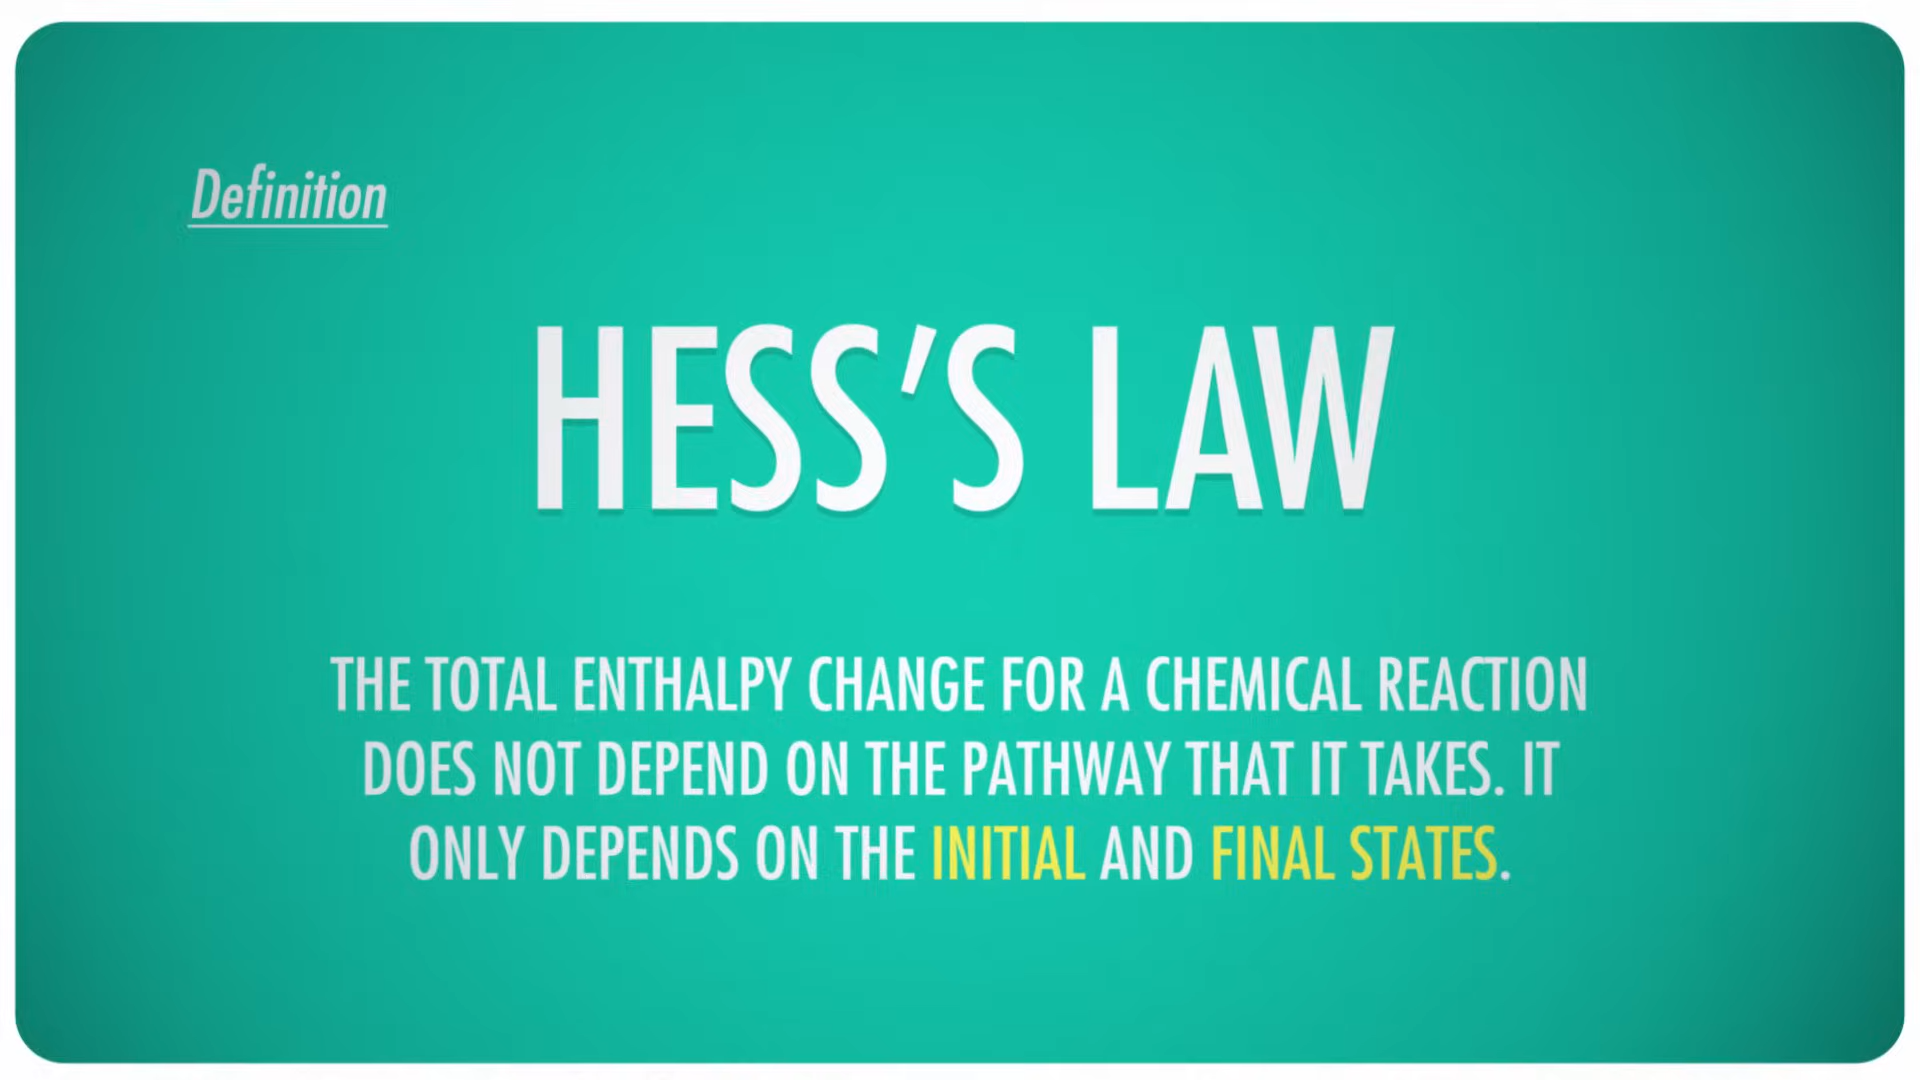 Definition
HESS'S LAW
THE TOTAL ENTHALPY CHANGE FOR A CHEMICAL REACTION
DOES NOT DEPEND ON THE PATHWAY THAT IT TAKES. IT
ONLY DEPENDS ON THE INITIAL AND FINAL STATES.